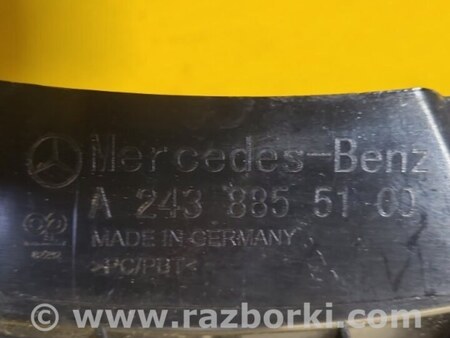 Mercedes-Benz
A 243 885 51 00
MADE IN GERMANY
>PC/PBT<
www.razborki.com